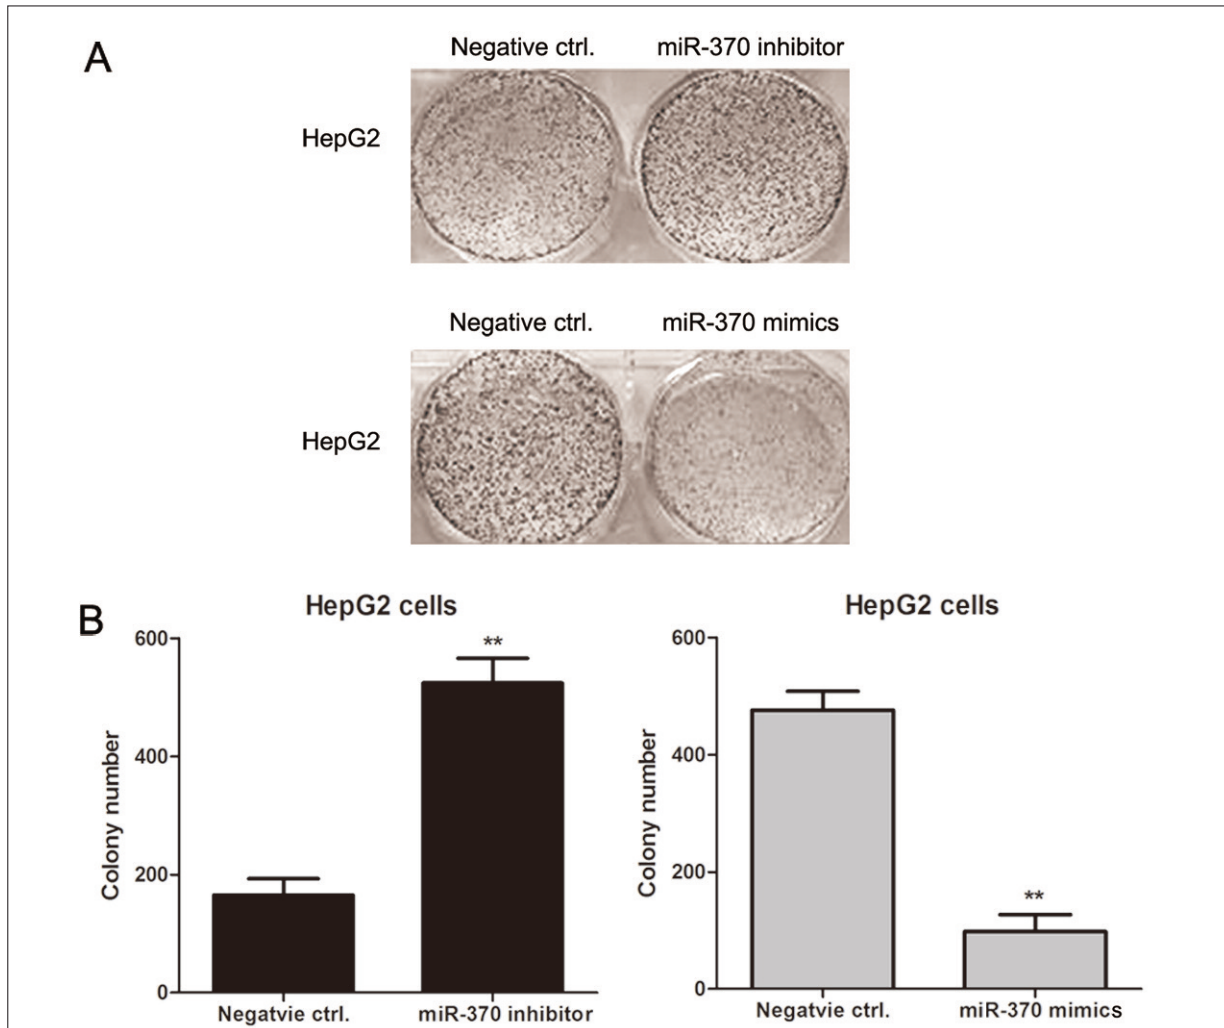 A
Negative ctrl. miR-370 inhibitor
HepG2
Negative ctrl. miR-370 mimics
HepG2
B
HepG2 cells
Colony number
600
400
200
0
**
Negatvie ctrl. miR-370 inhibitor
HepG2 cells
Colony number
600
400
200
0
**
Negatvie ctrl. miR-370 mimics